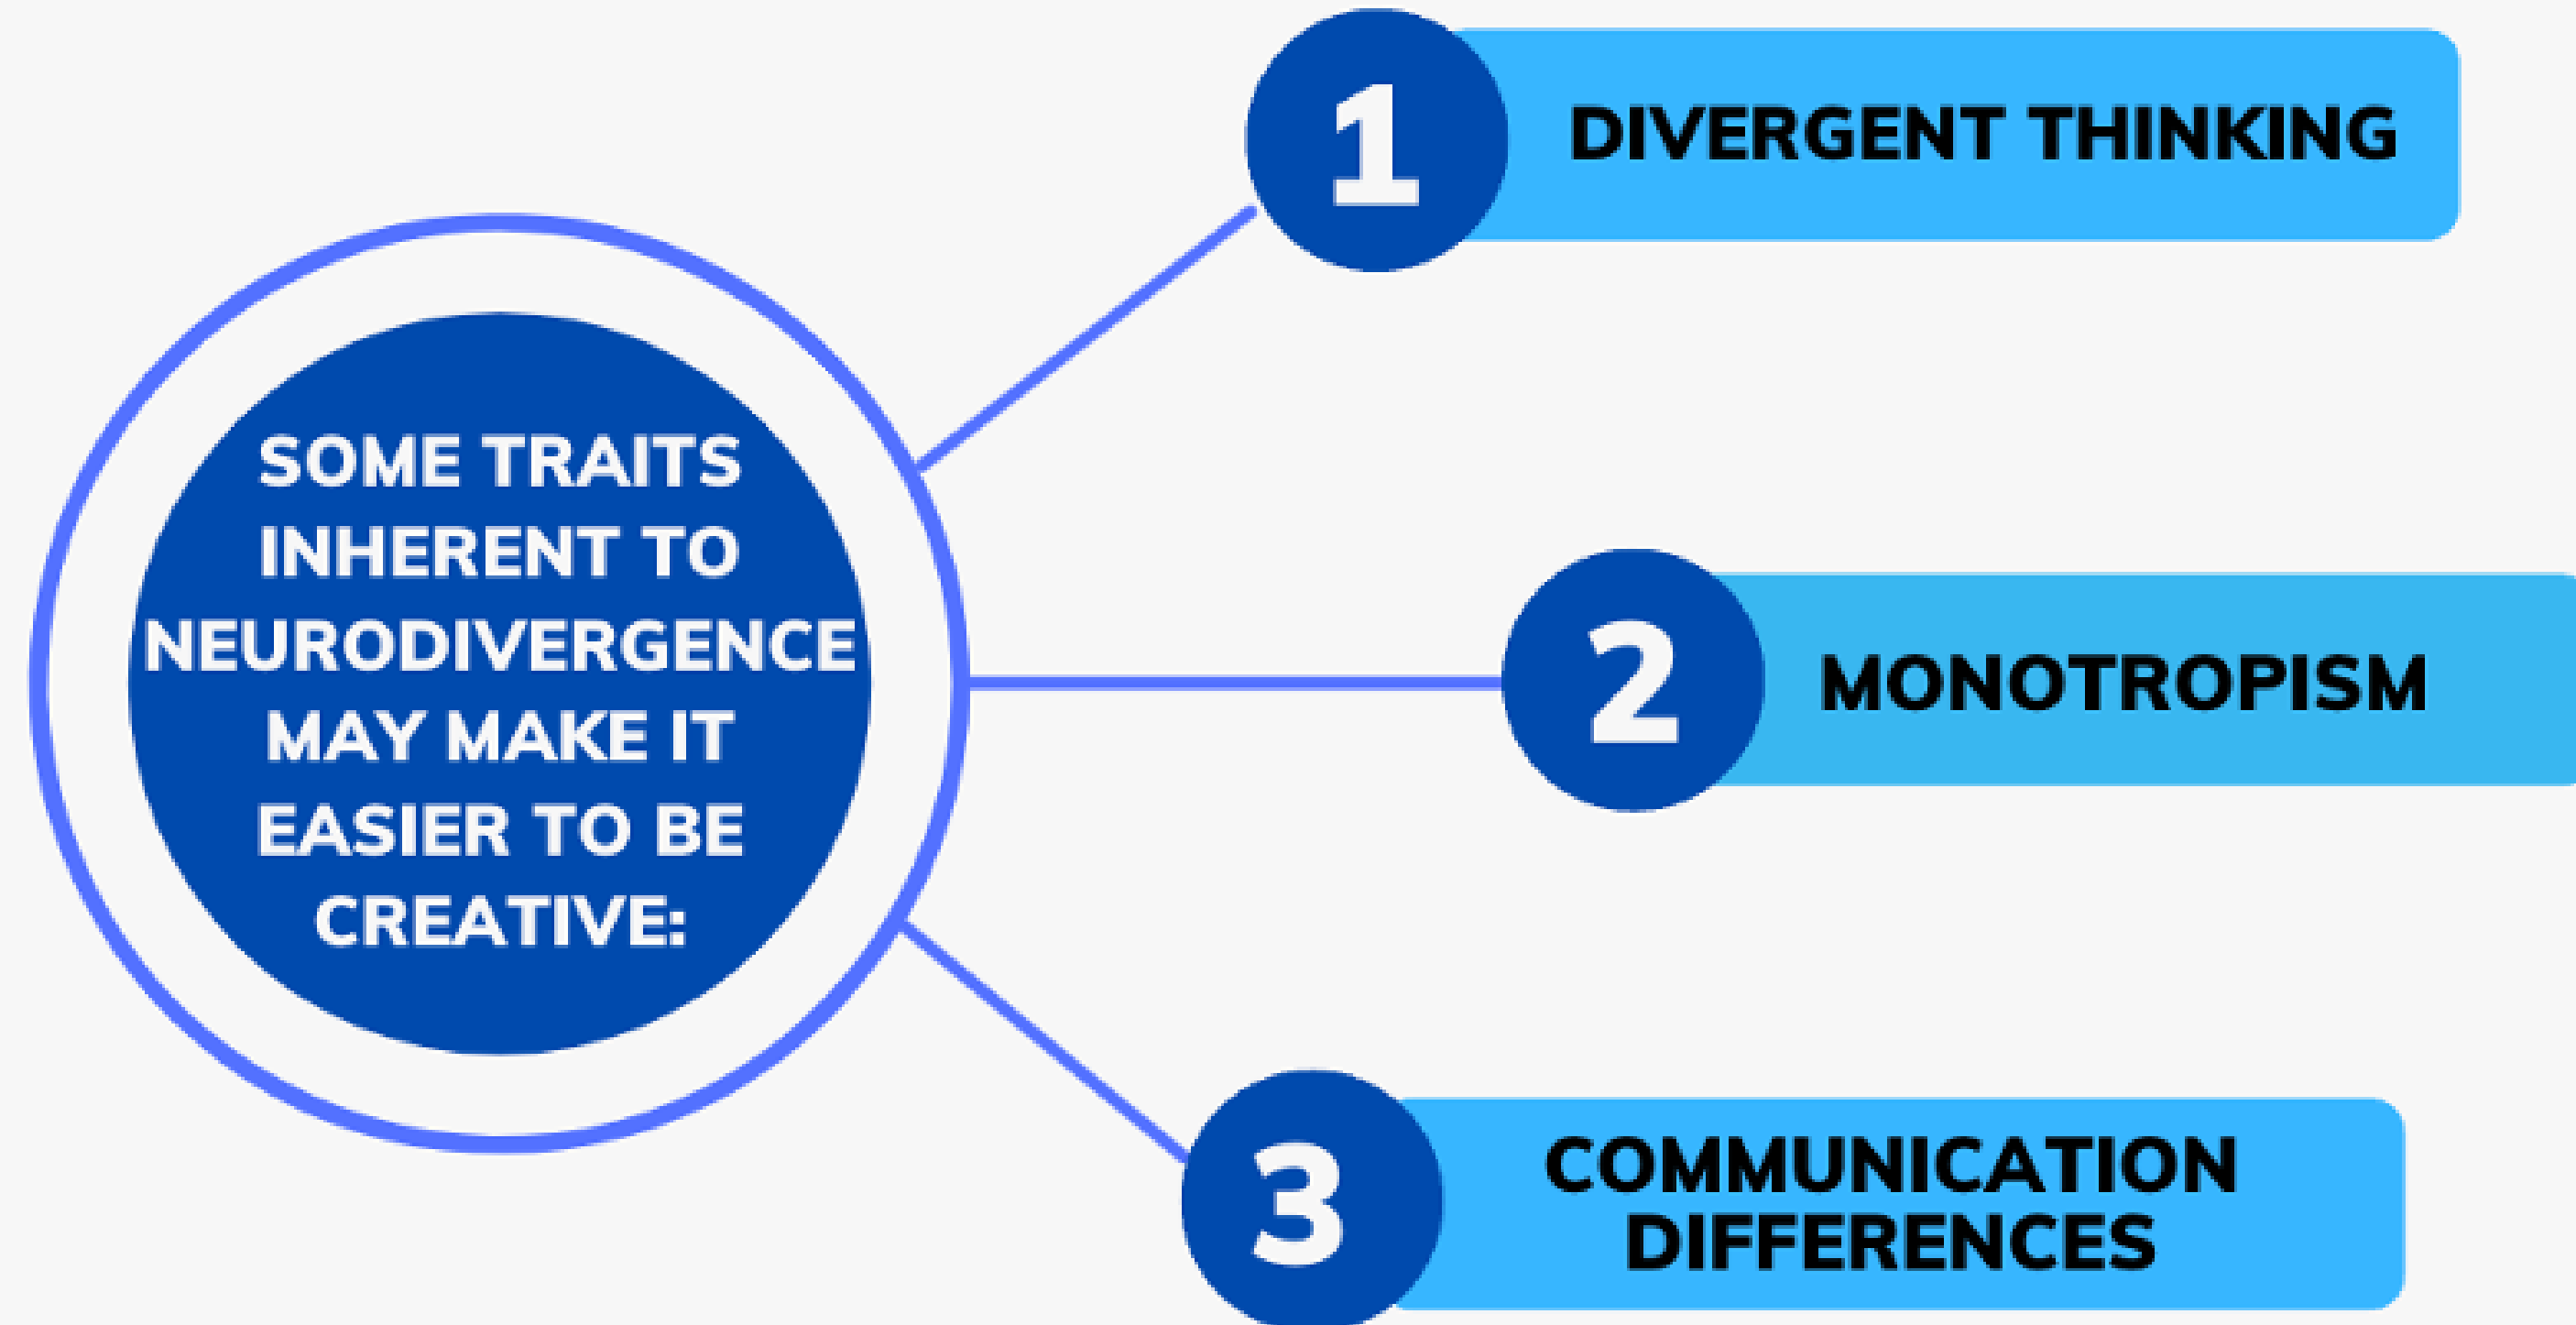 SOME TRAITS
INHERENT TO
NEURODIVERGENCE
MAY MAKE IT
EASIER TO BE
CREATIVE:
1
DIVERGENT THINKING
2
MONOTROPISM
3
COMMUNICATION
DIFFERENCES